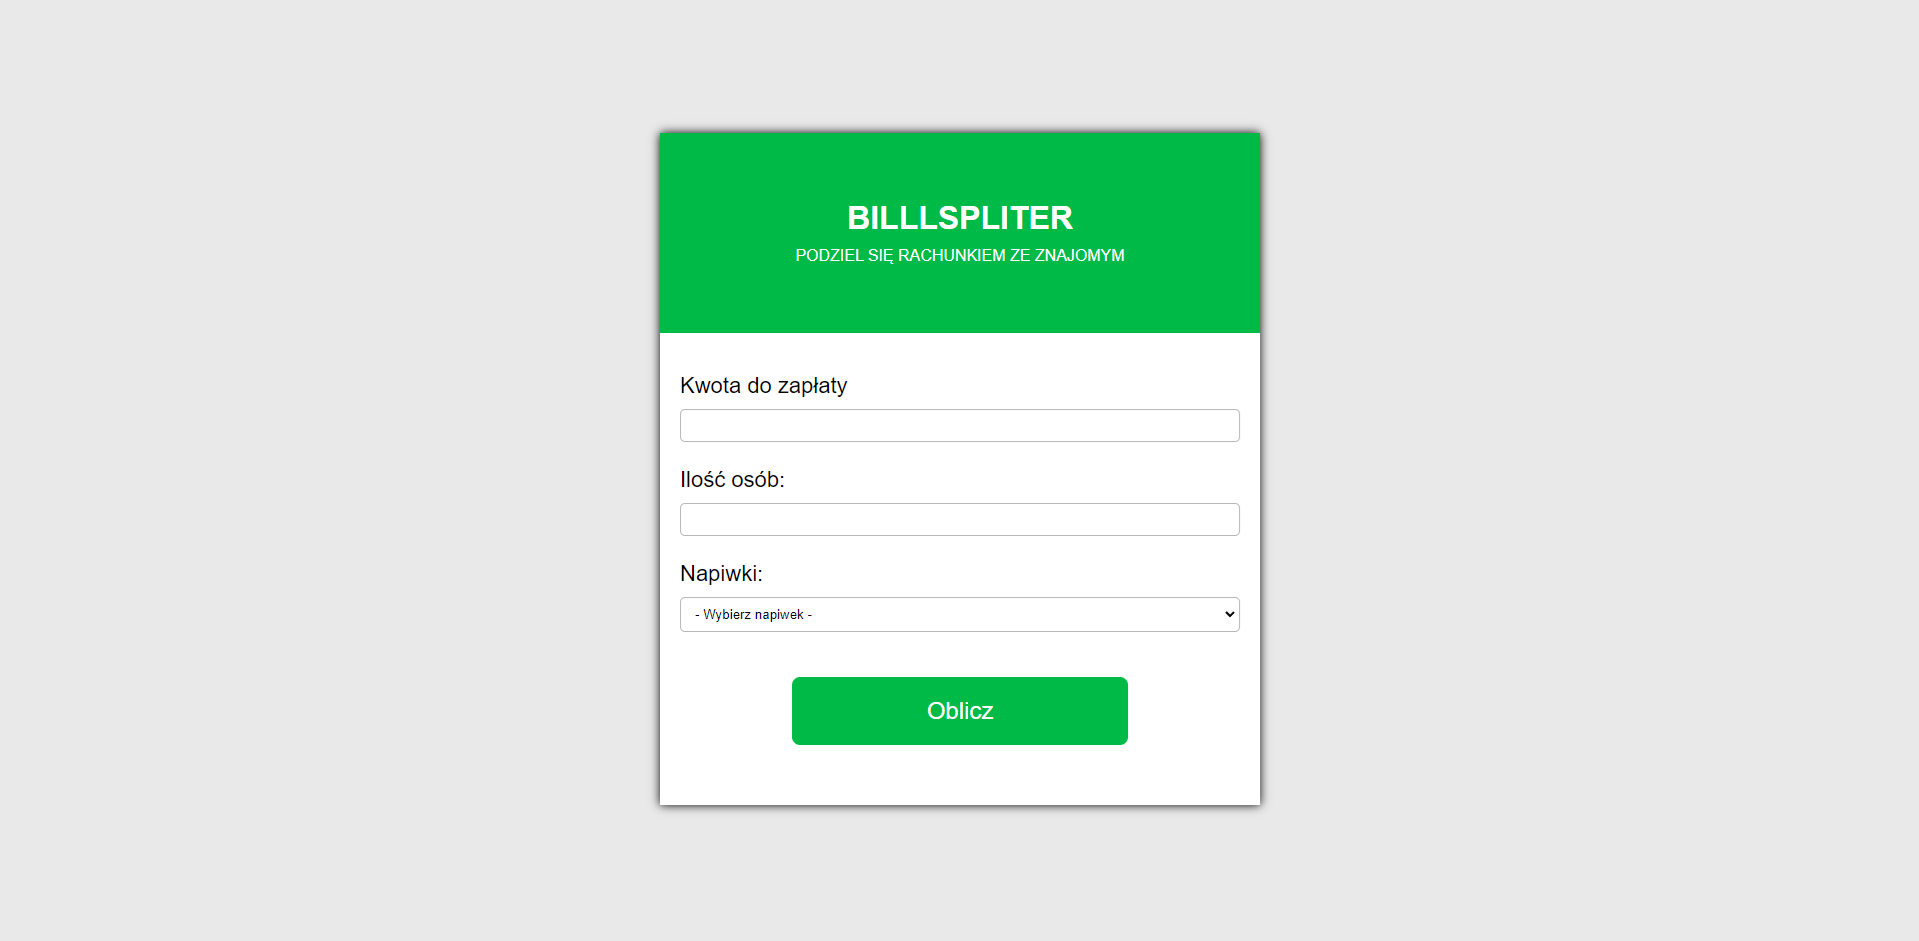 BILLLSPLITER
PODZIEL SIĘ RACHUNKIEM ZE ZNAJOMYM
Kwota do zapłaty
Ilość osób:
Napiwki:
- Wybierz napiwek -
Oblicz